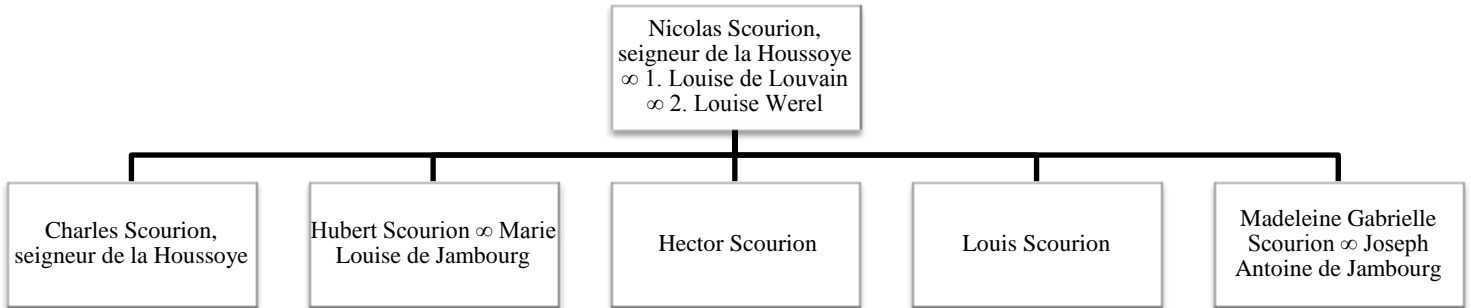 Nicolas Scourion,
seigneur de la Houssoye
∞ 1. Louise de Louvain
∞ 2. Louise Werel
Charles Scourion,
seigneur de la Houssoye
Hubert Scourion ∞ Marie
Louise de Jambourg
Hector Scourion
Louis Scourion
Madeleine Gabrielle
Scourion ∞ Joseph
Antoine de Jambourg